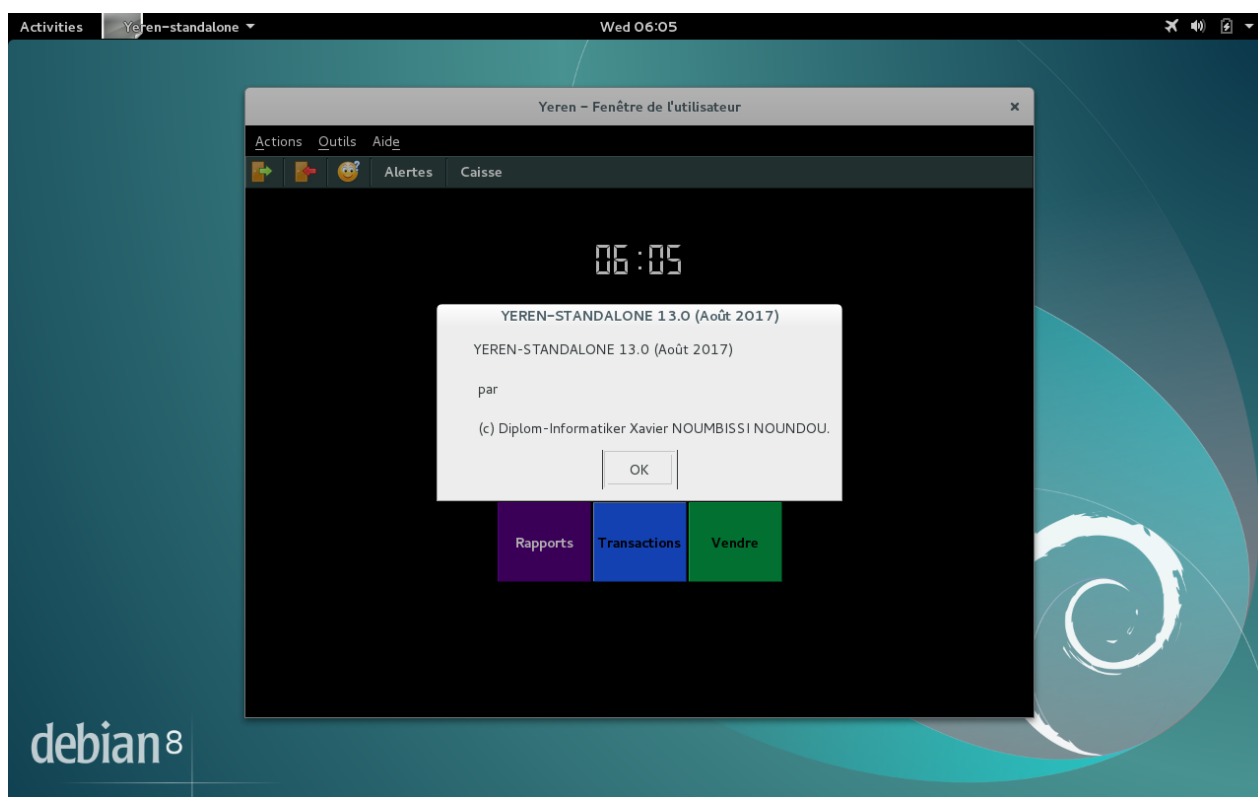 Activities Yeren-standalone Wed 06:05
Yeren – Fenêtre de l'utilisateur
Actions Outils Aide
Alertes Caisse
06:05
YEREN-STANDALONE 13.0 (Août 2017)
YEREN-STANDALONE 13.0 (Août 2017)
par
(c) Diplom-Informatiker Xavier NOUMBISSI NOUNDOU.
OK
Rapports Transactions Vendre
debian 8